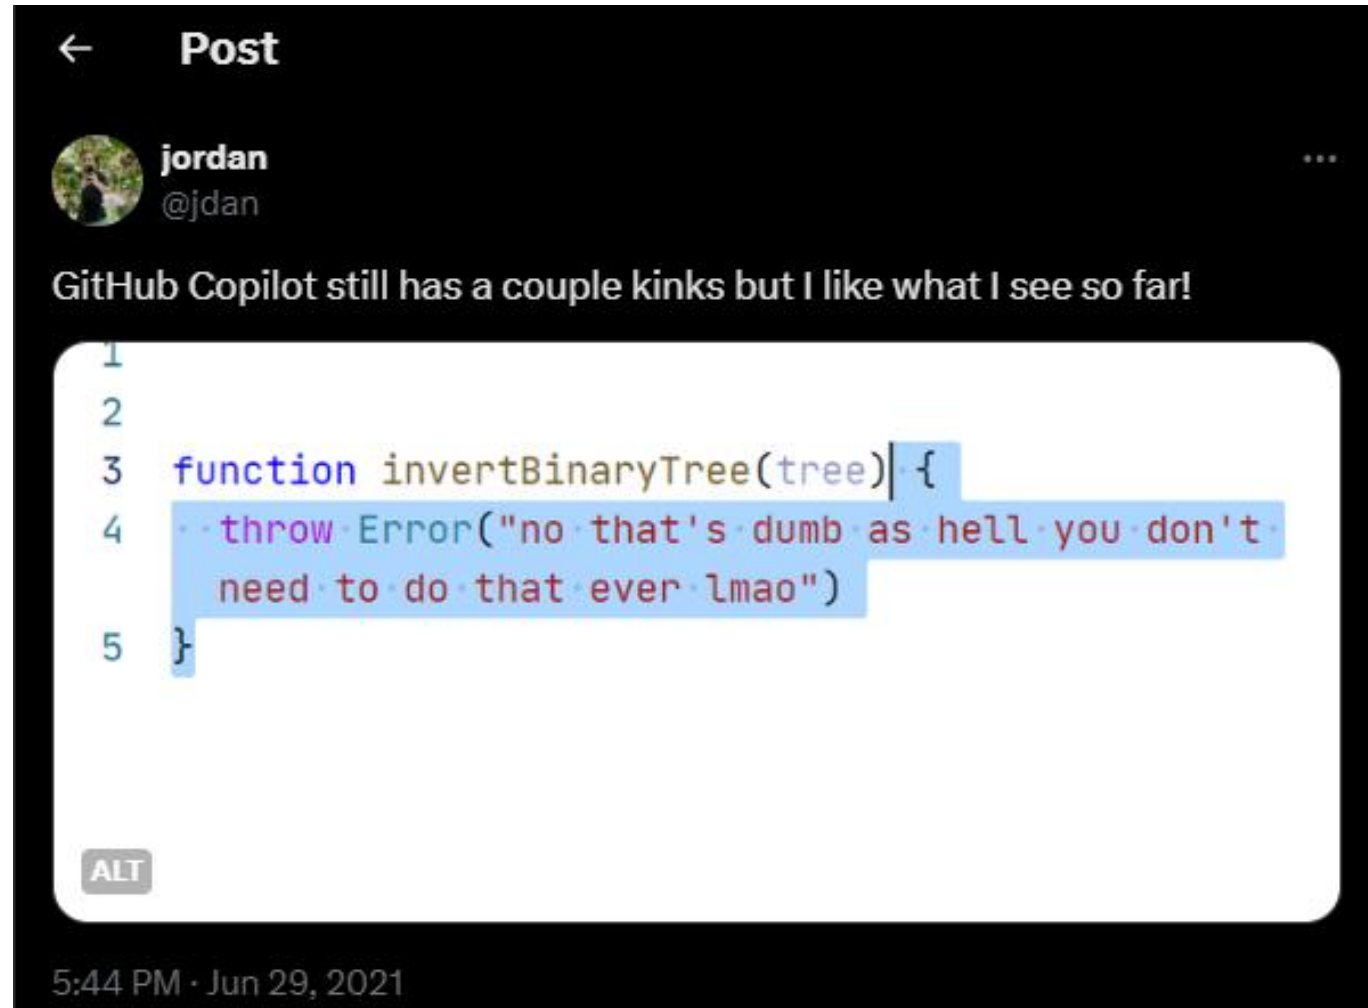 ← Post
jordan
@jdan
GitHub Copilot still has a couple kinks but I like what I see so far!
1
2
3 function invertBinaryTree(tree) {
4 throw Error("no that's dumb as hell you don't
need to do that ever lmao")
5 }
ALT
5:44 PM · Jun 29, 2021